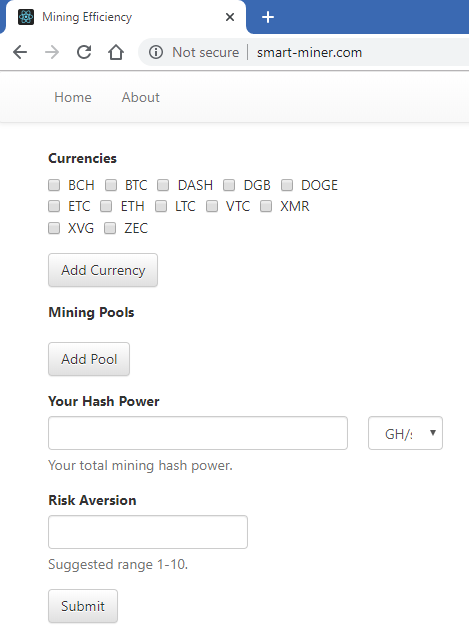 Mining Efficiency
Not secure smart-miner.com
Home About
Currencies
BCH BTC DASH DGB DOGE
ETC ETH LTC VTC XMR
XVG ZEC
Add Currency
Mining Pools
Add Pool
Your Hash Power
GH/s
Your total mining hash power.
Risk Aversion
Suggested range 1-10.
Submit